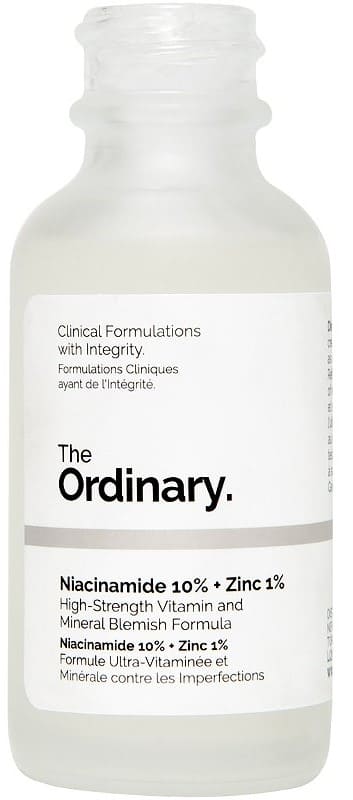 Clinical Formulations
with Integrity.
Formulations Cliniques
ayant de l'Intégrité.
The
Ordinary.
Niacinamide 10% + Zinc 1%
High-Strength Vitamin and
Mineral Blemish Formula
Niacinamide 10% + Zinc 1%
Formule Ultra-Vitaminée et
Minérale contre les Imperfections